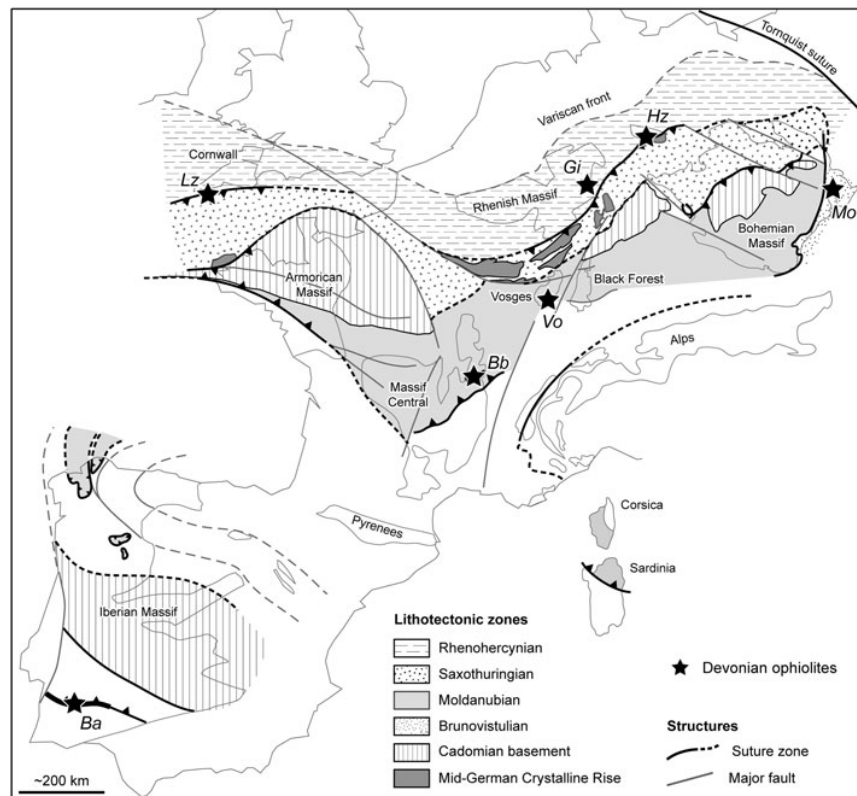 Tornquist suture
Variscan front
Hz
Cornwall
Lz
Gi
Rhenish Massif
Mo
Bohemian
Massif
Armorican
Massif
Vosges
Black Forest
Vo
Alps
Bb
Massif
Central
Corsica
Pyrenees
Sardinia
Iberian Massif
Ba
~200 km
Lithotectonic zones
Rhenohercynian
Saxothuringian
Moldanubian
Brunovistulian
Cadomian basement
Mid-German Crystalline Rise
Devonian ophiolites
Structures
Suture zone
Major fault